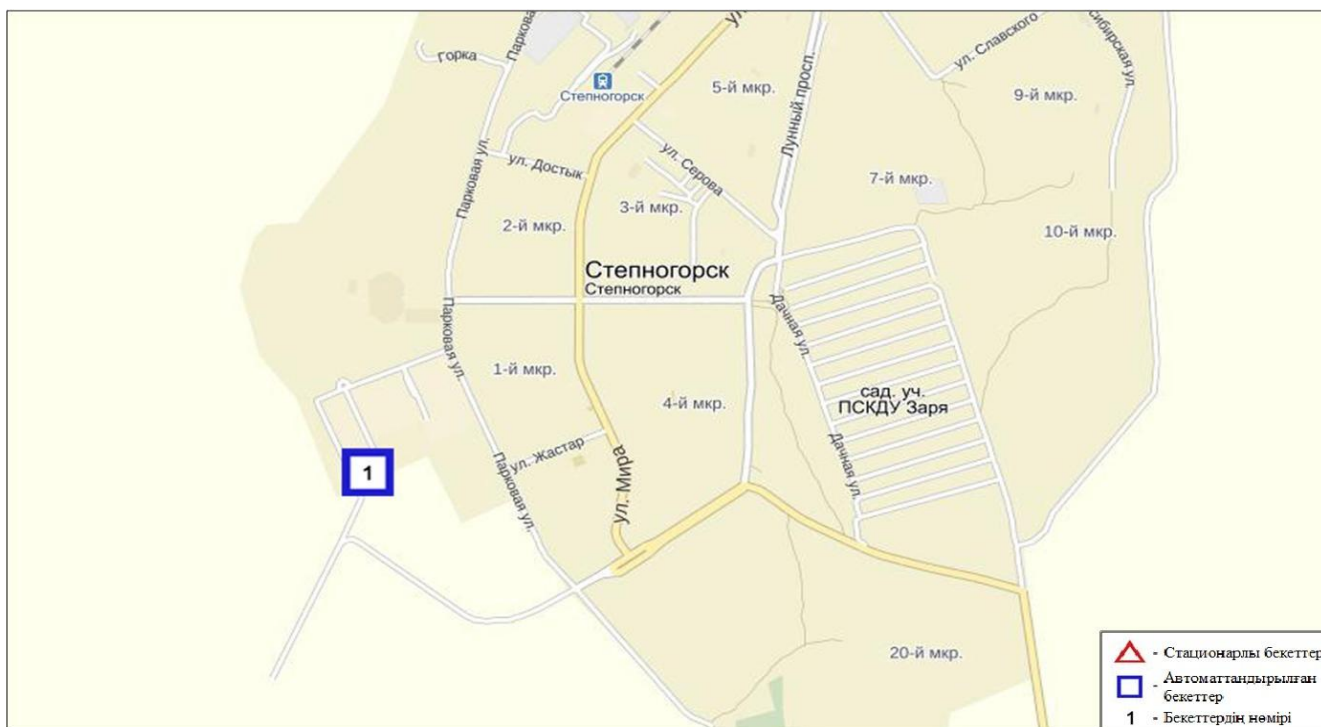 Горка
Парковая
ул.
Степногорск
5-й мкр.
Лунный просп.
ул. Славского
сибирская ул.
9-й мкр.
Парковая ул.
ул. Достык
ул. Серова
7-й мкр.
3-й мкр.
2-й мкр.
10-й мкр.
Степногорск
Степногорск
Парковая ул.
Дачная ул.
1-й мкр.
4-й мкр.
сад. уч.
ПСКДУ Заря
1
ул. Жастар
ул. Мира
Парковая ул.
Дачная ул.
20-й мкр.
- Стационарлы бекеттер
- Автоматтандырылған
бекеттер
1 - Бекеттердің нөмірі